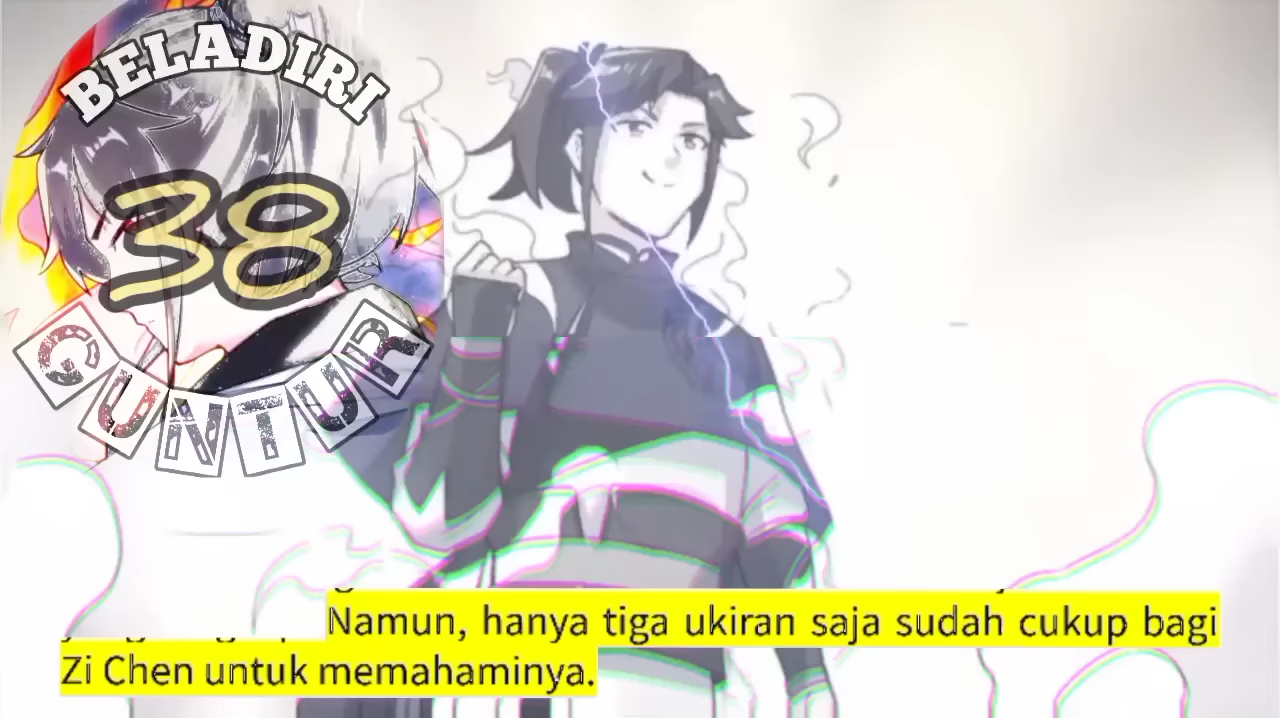 BELADIRI
38
GUNTUR
Namun, hanya tiga ukiran saja sudah cukup bagi
Zi Chen untuk memahaminya.